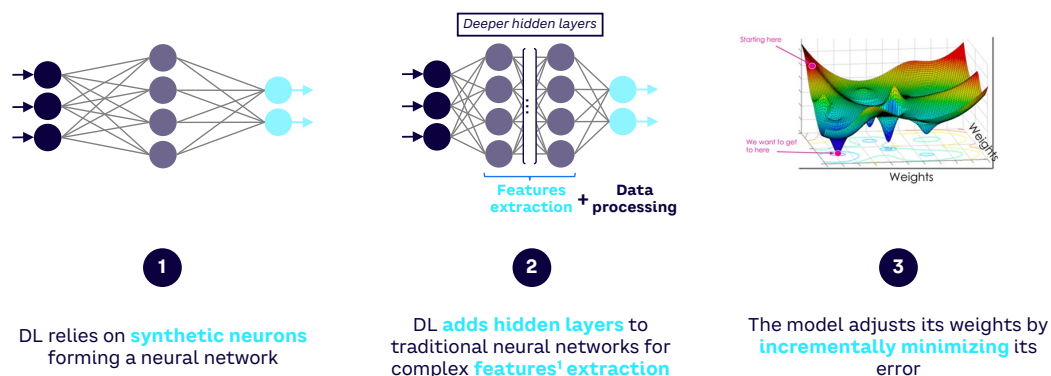 Deeper hidden layers
Starting here
We want to get
to here
Weights
Weights
Features
extraction
+
Data
processing
1
2
3
DL relies on synthetic neurons
forming a neural network
DL adds hidden layers to
traditional neural networks for
complex features¹ extraction
The model adjusts its weights by
incrementally minimizing its
error